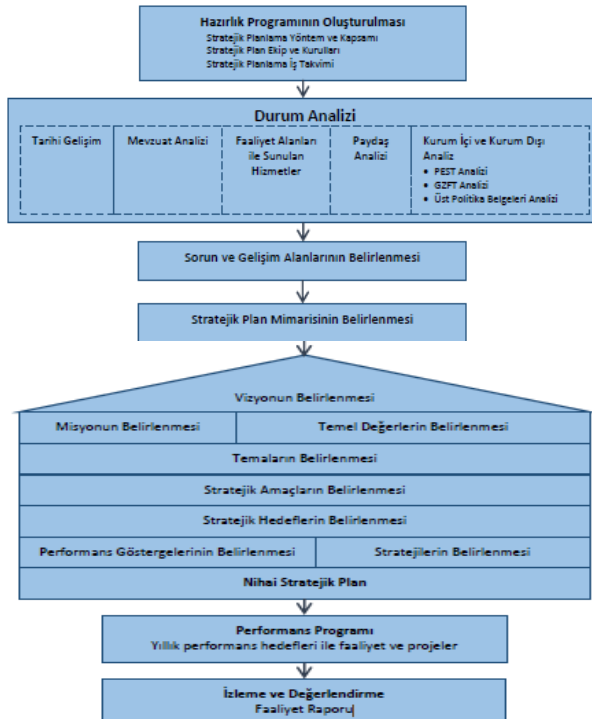 Hazırlık Programının Oluşturulması
Stratejik Planlama Yöntem ve Kapsamı
Stratejik Plan Ekip ve Kurulları
Stratejik Planlama İş Takvimi
Durum Analizi
Tarihi Gelişim
Mevzuat Analizi
Faaliyet Alanları
ile Sunulan
Hizmetler
Paydaş
Analizi
Kurum İçi ve Kurum Dışı
Analiz
• PEST Analizi
• GZFT Analizi
• Üst Politika Belgeleri Analizi
Sorun ve Gelişim Alanlarının Belirlenmesi
Stratejik Plan Mimarisinin Belirlenmesi
Vizyonun Belirlenmesi
Misyonun Belirlenmesi
Temel Değerlerin Belirlenmesi
Temaların Belirlenmesi
Stratejik Amaçların Belirlenmesi
Stratejik Hedeflerin Belirlenmesi
Performans Göstergelerinin Belirlenmesi
Stratejilerin Belirlenmesi
Nihai Stratejik Plan
Performans Programı
Yıllık performans hedefleri ile faaliyet ve projeler
İzleme ve Değerlendirme
Faaliyet Raporu